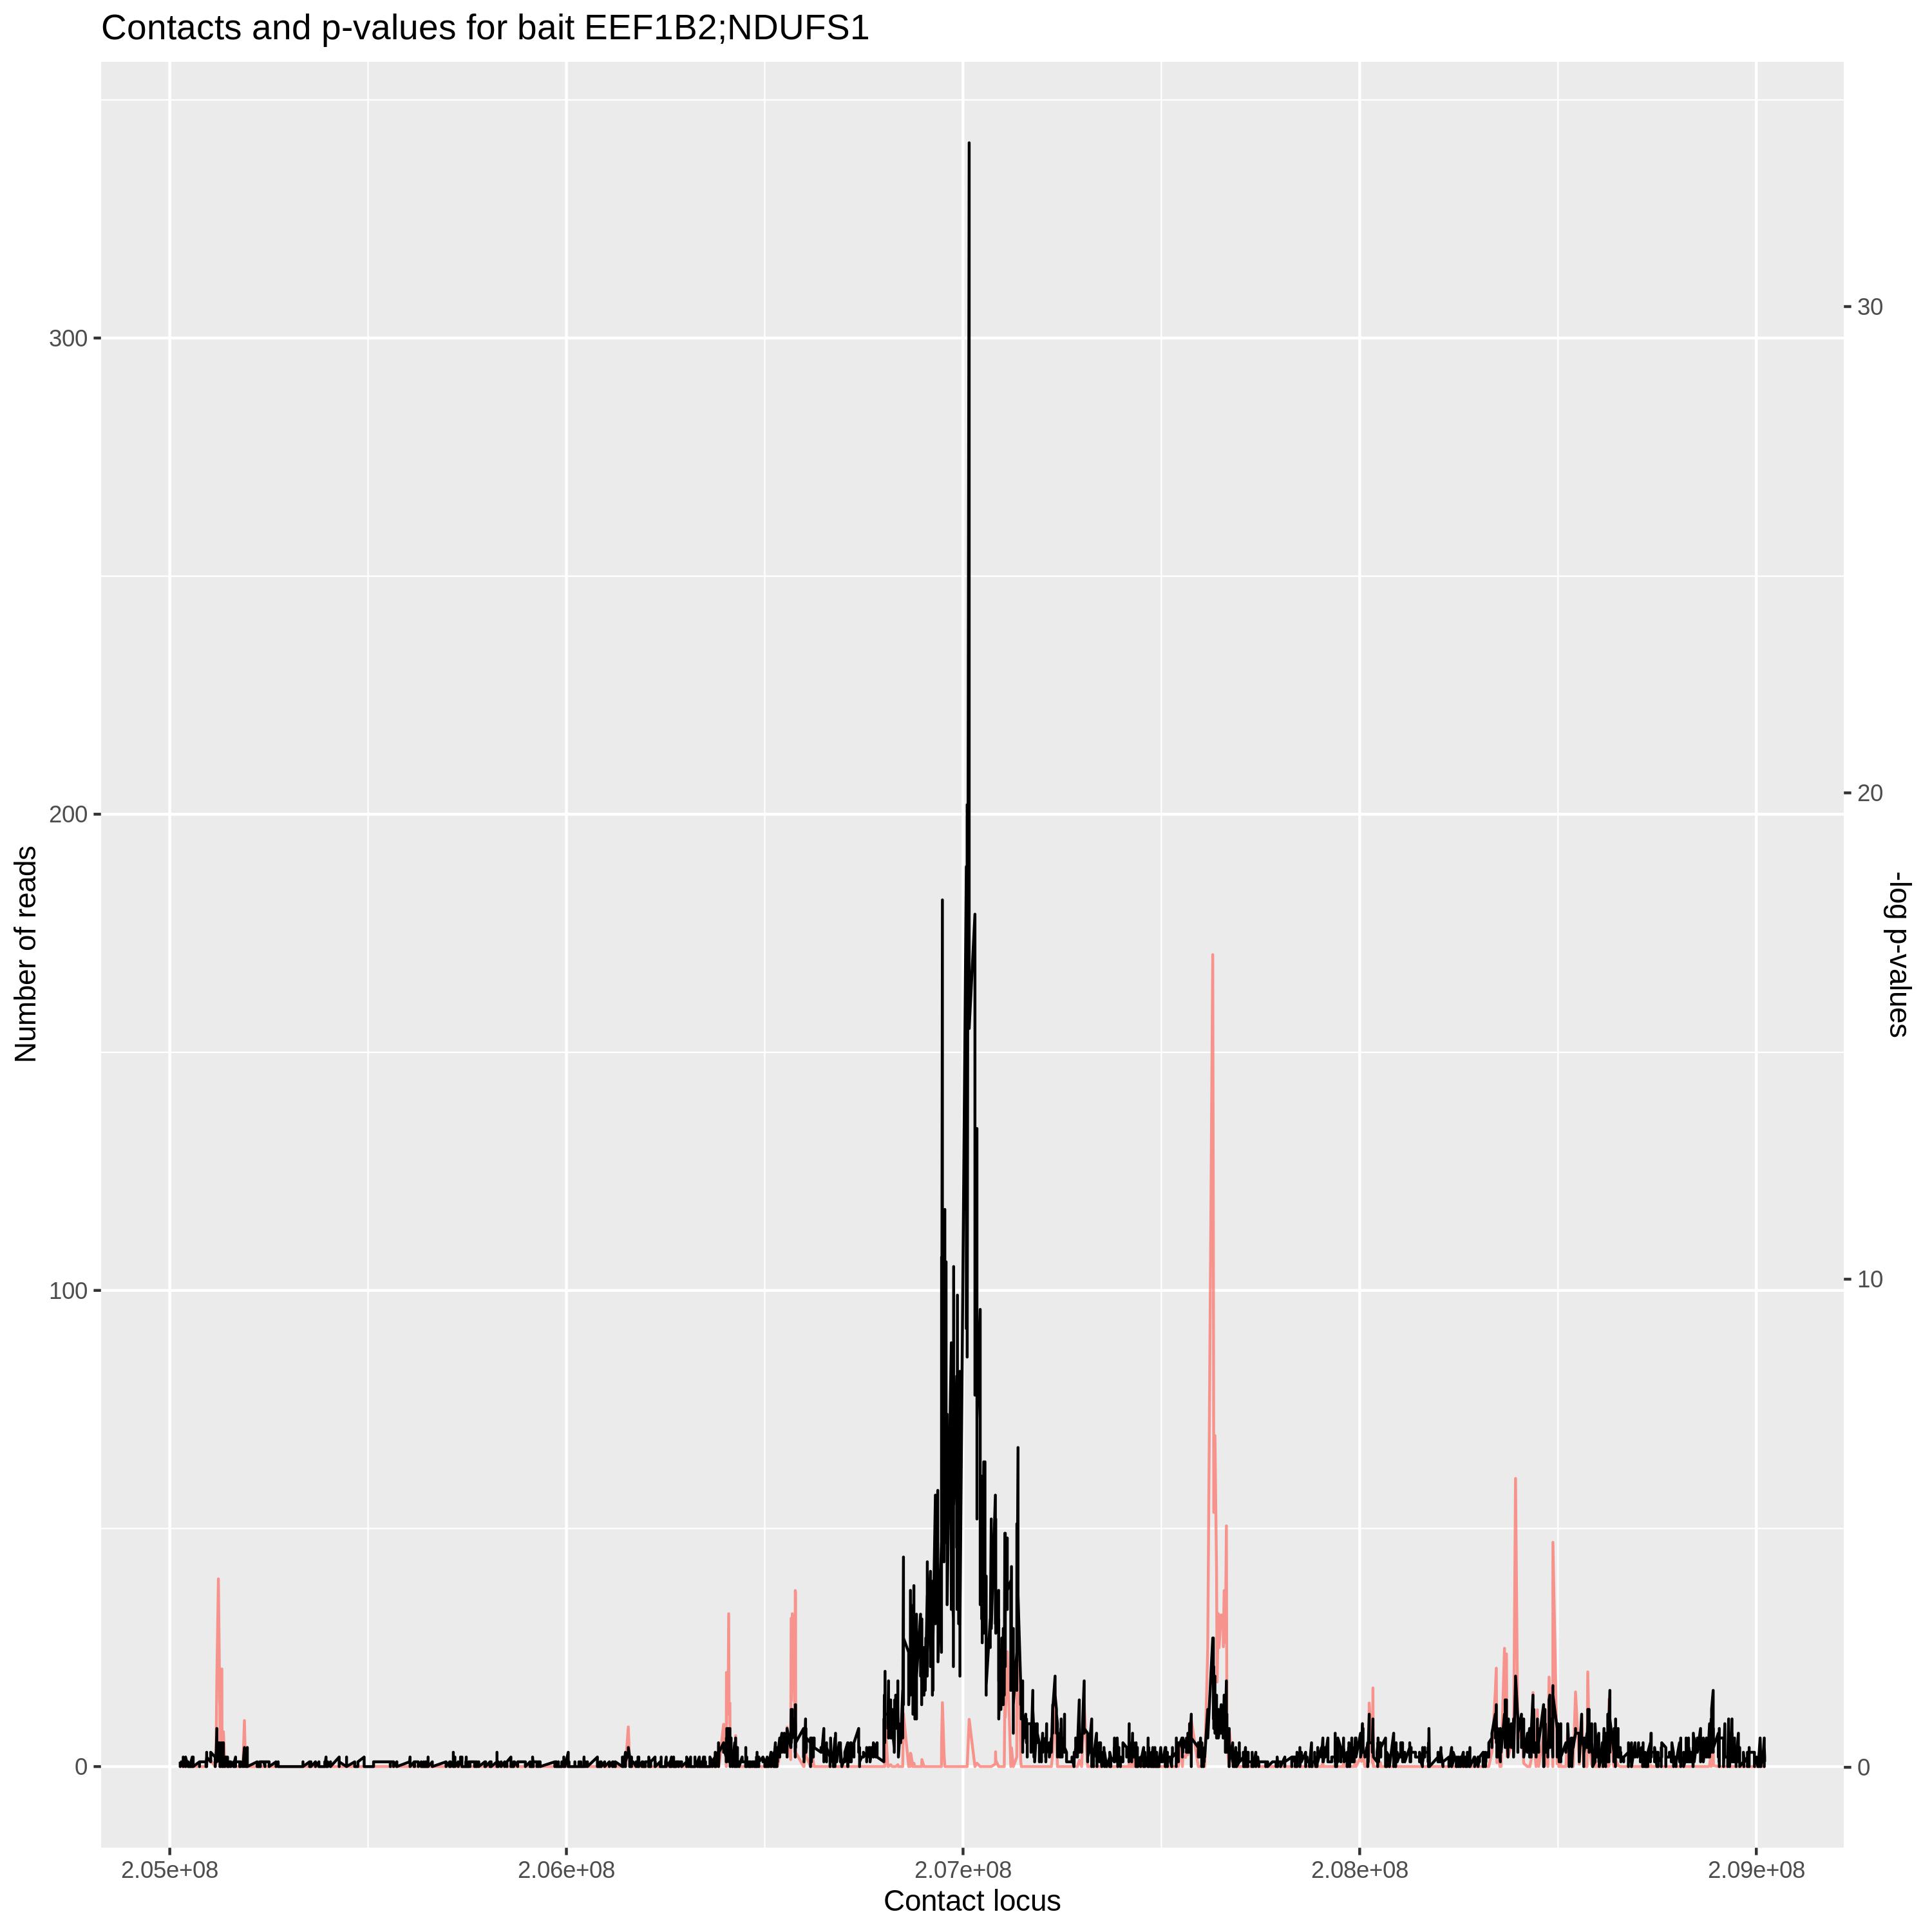 Contacts and p-values for bait EEF1B2;NDUFS1
Number of reads
300
200
100
0
30
20
10
0
-log p-values
2.05e+08 2.06e+08 2.07e+08 2.08e+08 2.09e+08
Contact locus